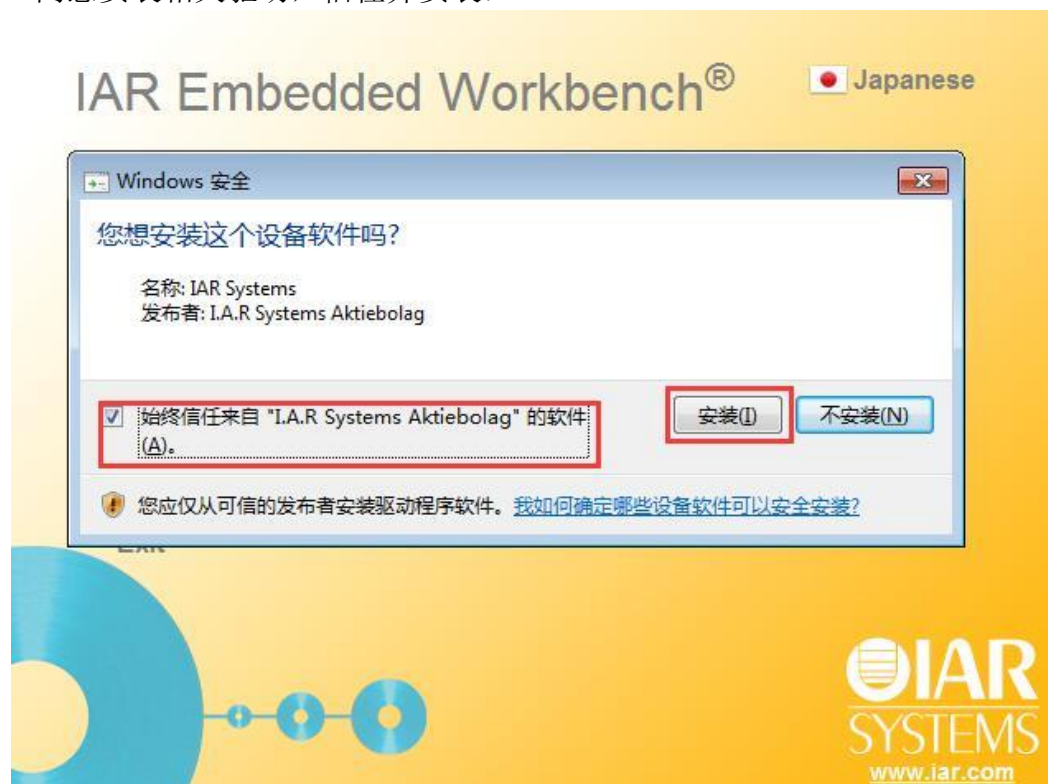 IAR Embedded Workbench®
Japanese
Windows 安全
您想安装这个设备软件吗?
名称: IAR Systems
发布者: I.A.R Systems Aktiebolag
始终信任来自 "I.A.R Systems Aktiebolag" 的软件
(A)。
安装(I)
不安装(N)
您应仅从可信的发布者安装驱动程序软件。我如何确定哪些设备软件可以安全安装?
Exit
IAR
SYSTEMS
www.iar.com